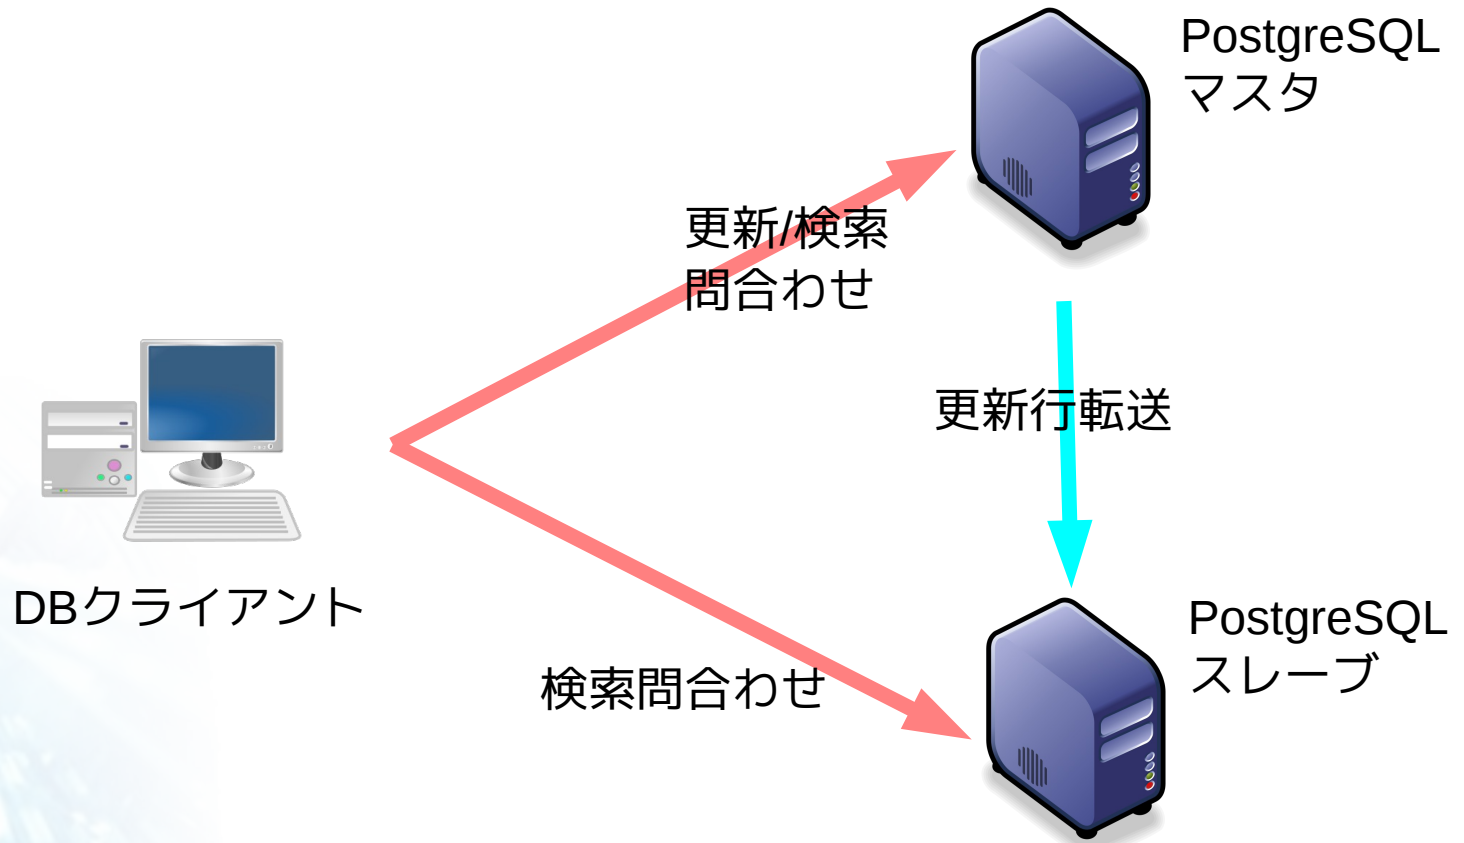 PostgreSQL
マスタ
更新/検索
問合わせ
更新行転送
DBクライアント
PostgreSQL
スレーブ
検索問合わせ